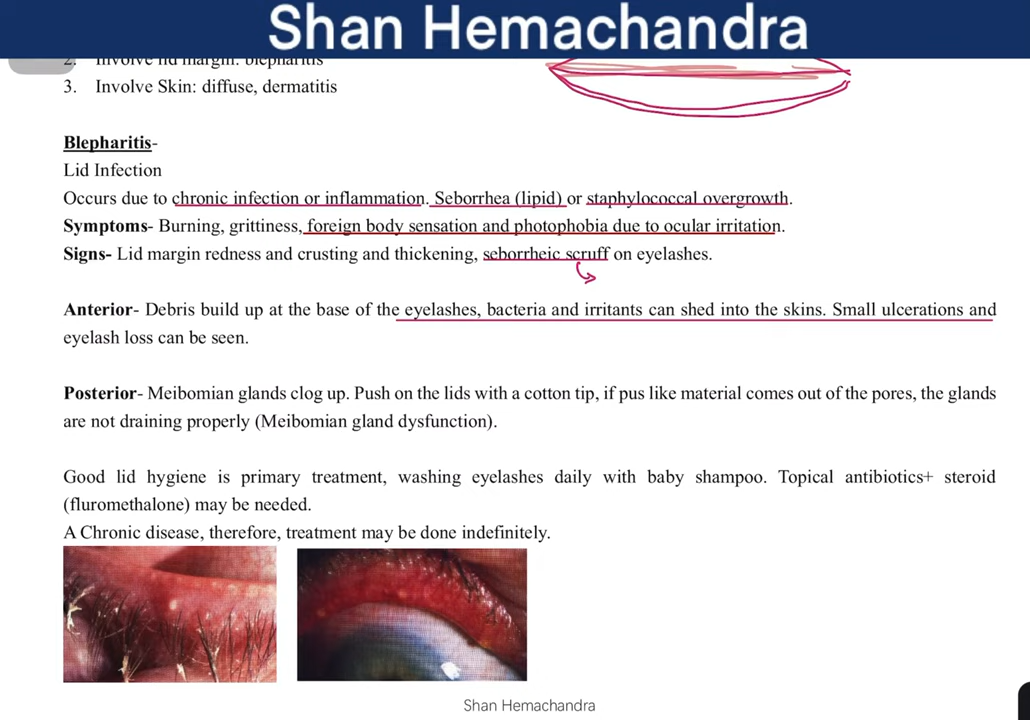 Shan Hemachandra
2. Involve lid margin: blepharitis
3. Involve Skin: diffuse, dermatitis
Blepharitis-
Lid Infection
Occurs due to chronic infection or inflammation. Seborrhea (lipid) or staphylococcal overgrowth.
Symptoms- Burning, grittiness, foreign body sensation and photophobia due to ocular irritation.
Signs- Lid margin redness and crusting and thickening, seborrheic scruff on eyelashes.
Anterior- Debris build up at the base of the eyelashes, bacteria and irritants can shed into the skins. Small ulcerations and
eyelash loss can be seen.
Posterior- Meibomian glands clog up. Push on the lids with a cotton tip, if pus like material comes out of the pores, the glands
are not draining properly (Meibomian gland dysfunction).
Good lid hygiene is primary treatment, washing eyelashes daily with baby shampoo. Topical antibiotics+ steroid
(fluromethalone) may be needed.
A Chronic disease, therefore, treatment may be done indefinitely.
Shan Hemachandra